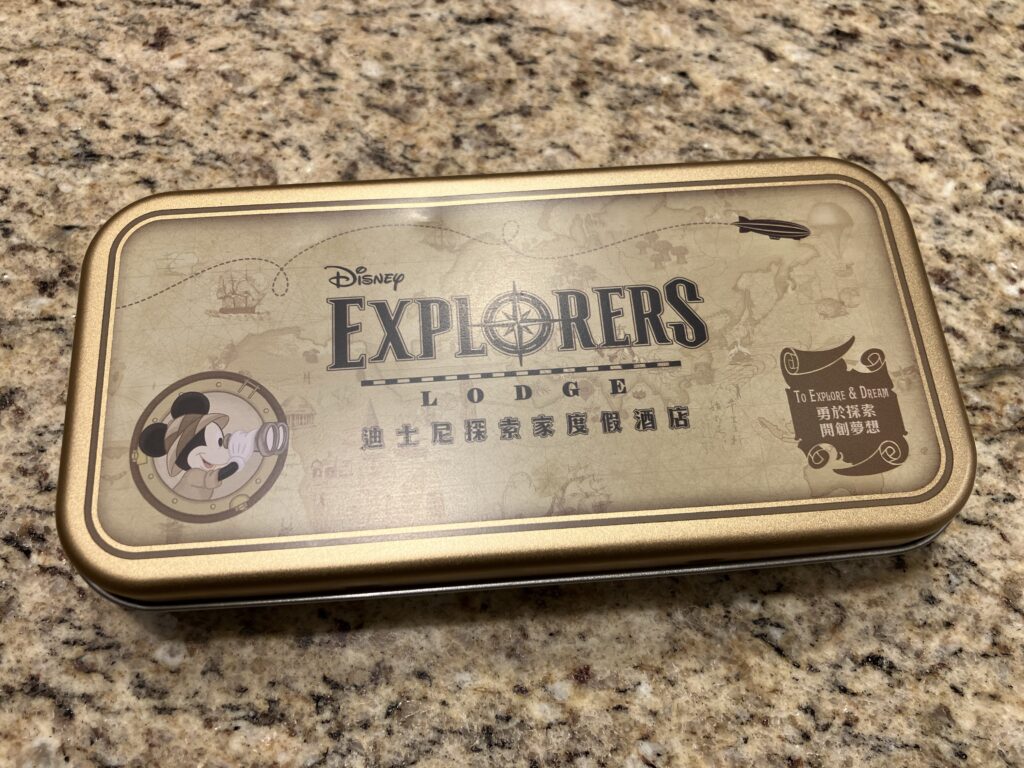 Disney
EXPLORERS
LODGE
迪士尼探索家度假酒店
To Explore & Dream
勇於探索
開創夢想